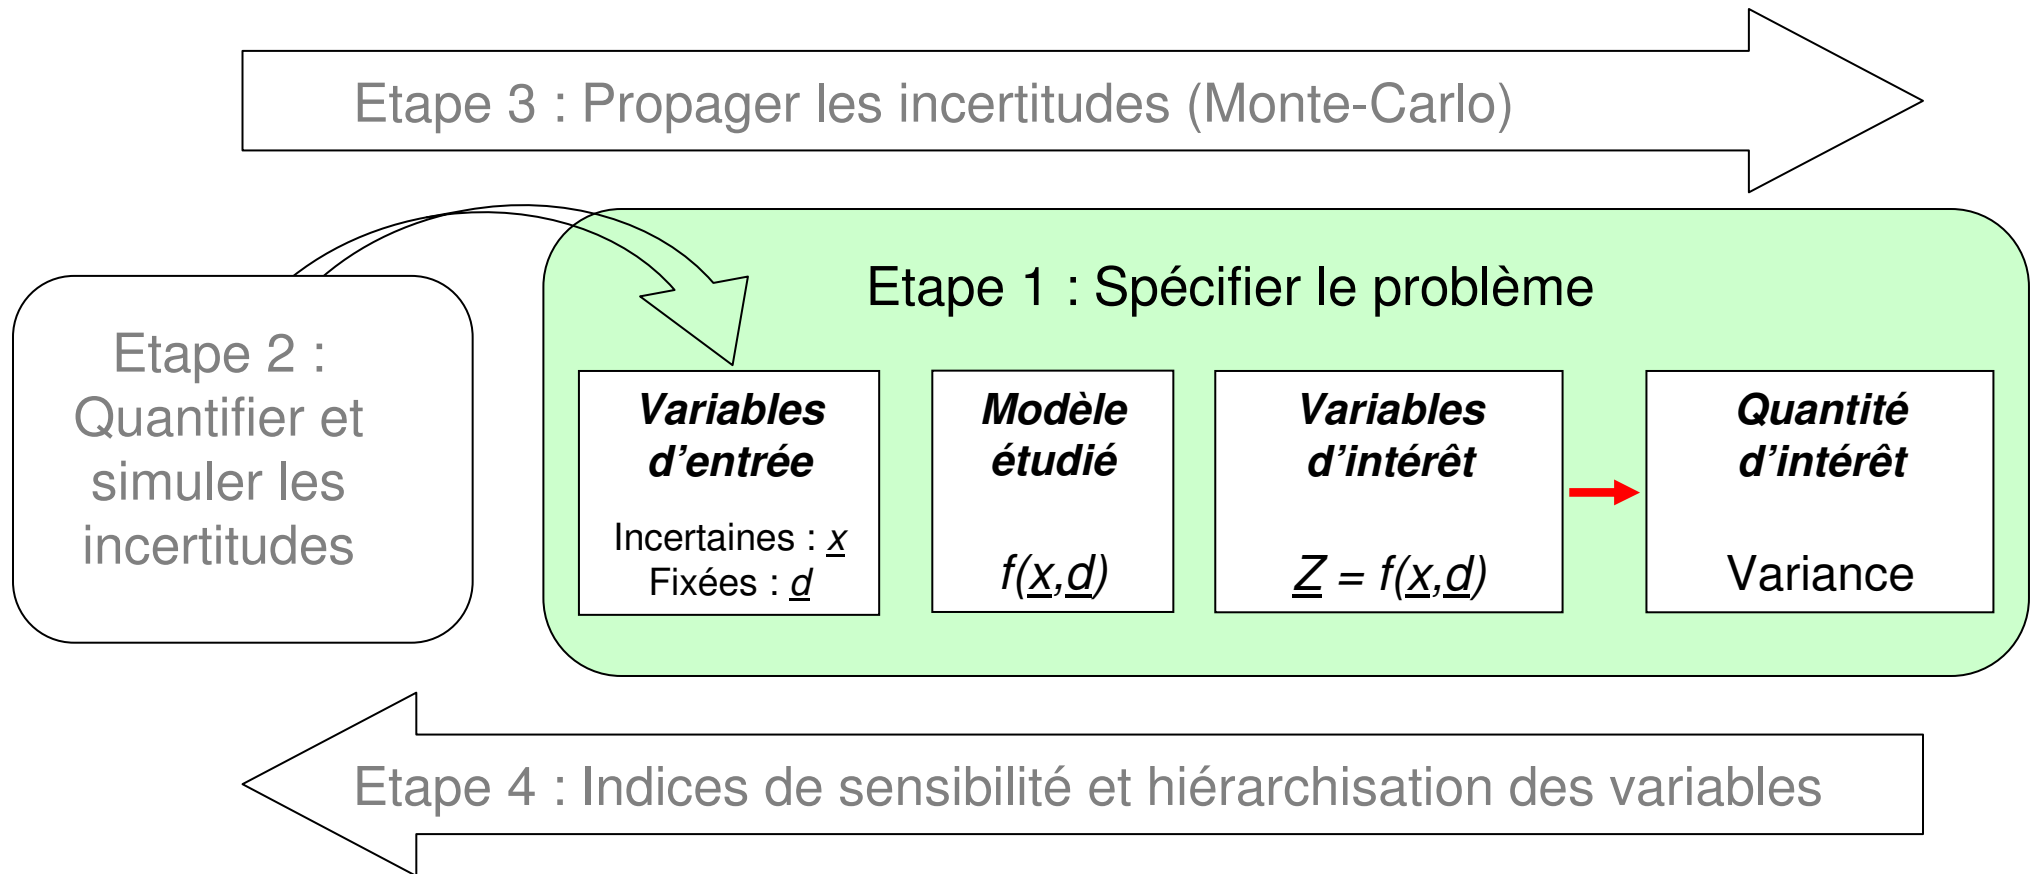 Etape 3 : Propager les incertitudes (Monte-Carlo)
Etape 1 : Spécifier le problème
Etape 2 :
Quantifier et
simuler les
incertitudes
Variables
d’entrée
Incertaines : x
Fixées : d
Modèle
étudié
f(x,d)
Variables
d’intérêt
Z = f(x,d)
Quantité
d’intérêt
Variance
Etape 4 : Indices de sensibilité et hiérarchisation des variables